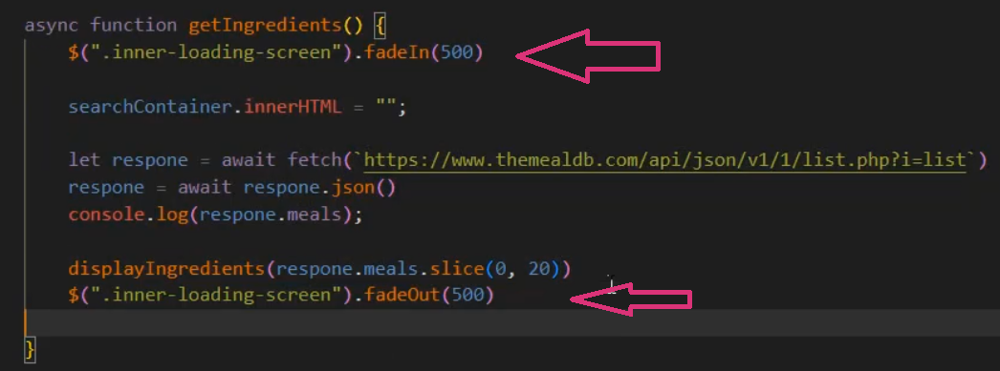 async function getIngredients() {
$(".inner-loading-screen").fadeIn(500)
searchContainer.innerHTML = "";
let respone = await fetch(`https://www.themealdb.com/api/json/v1/1/list.php?i=list`)
respone = await respone.json()
console.log(respone.meals);
displayIngredients(respone.meals.slice(0, 20))
$(".inner-loading-screen").fadeOut(500)
}